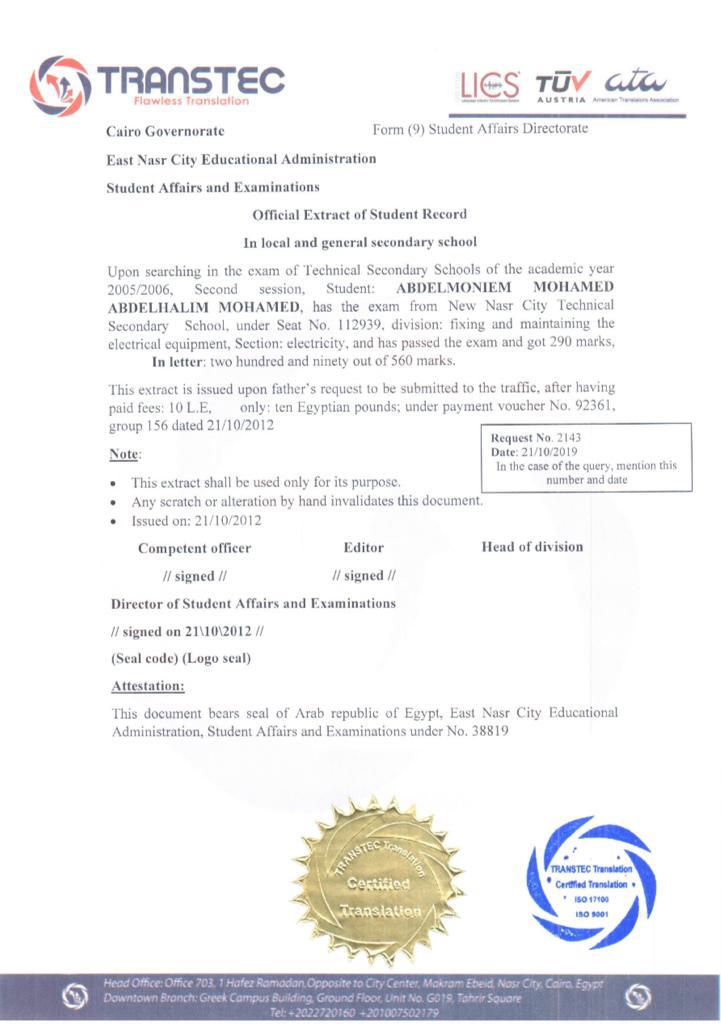 TRANSTEC
Flawless Translation
LICS TÜV ata
AUSTRIA American Translators Association
Cairo Governorate Form (9) Student Affairs Directorate
East Nasr City Educational Administration
Student Affairs and Examinations
Official Extract of Student Record
In local and general secondary school
Upon searching in the exam of Technical Secondary Schools of the academic year
2005/2006, Second session, Student: ABDELMONIEM MOHAMED
ABDELHALIM MOHAMED, has the exam from New Nasr City Technical
Secondary School, under Seat No. 112939, division: fixing and maintaining the
electrical equipment, Section: electricity, and has passed the exam and got 290 marks,
In letter: two hundred and ninety out of 560 marks.
This extract is issued upon father's request to be submitted to the traffic, after having
paid fees: 10 L.E, only: ten Egyptian pounds; under payment voucher No. 92361,
group 156 dated 21/10/2012
Request No. 2143
Date: 21/10/2019
In the case of the query, mention this
number and date
Note:
• This extract shall be used only for its purpose.
• Any scratch or alteration by hand invalidates this document.
• Issued on: 21/10/2012
Competent officer Editor Head of division
// signed // // signed //
Director of Student Affairs and Examinations
// signed on 21\10\2012 //
(Seal code) (Logo seal)
Attestation:
This document bears seal of Arab republic of Egypt, East Nasr City Educational
Administration, Student Affairs and Examinations under No. 38819
TRANSTEC Translation
Certified
Translation
TRANSTEC Translation
Certified Translation
ISO 17100
ISO 9001
Head Office: Office 703, 1 Hafez Ramadan,Opposite to City Center, Makram Ebeid, Nasr City, Cairo, Egypt
Downtown Branch: Greek Campus Building, Ground Floor, Unit No. G019, Tahrir Square
Tel: +2022720160 +201007502179